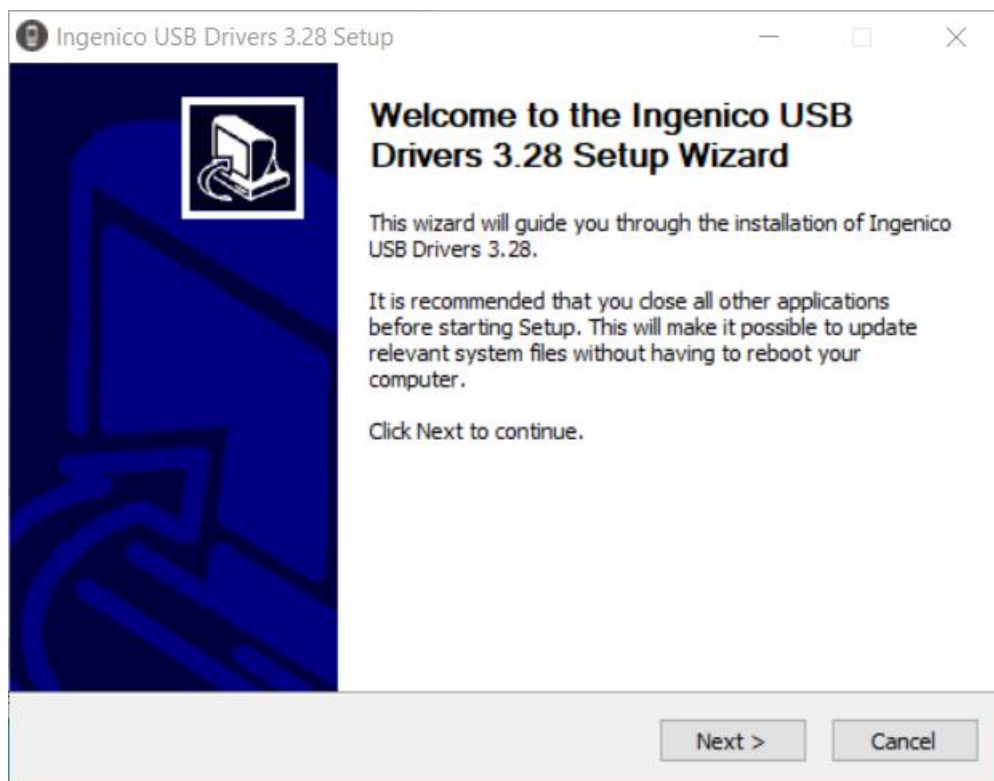 Ingenico USB Drivers 3.28 Setup
Welcome to the Ingenico USB
Drivers 3.28 Setup Wizard
This wizard will guide you through the installation of Ingenico
USB Drivers 3.28.
It is recommended that you close all other applications
before starting Setup. This will make it possible to update
relevant system files without having to reboot your
computer.
Click Next to continue.
Next >
Cancel